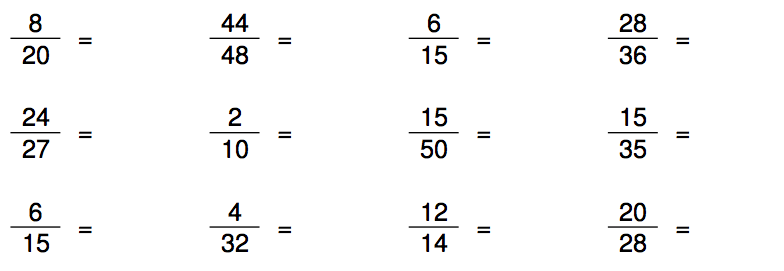 8/20 = 44/48 = 6/15 = 28/36 =
24/27 = 2/10 = 15/50 = 15/35 =
6/15 = 4/32 = 12/14 = 20/28 =